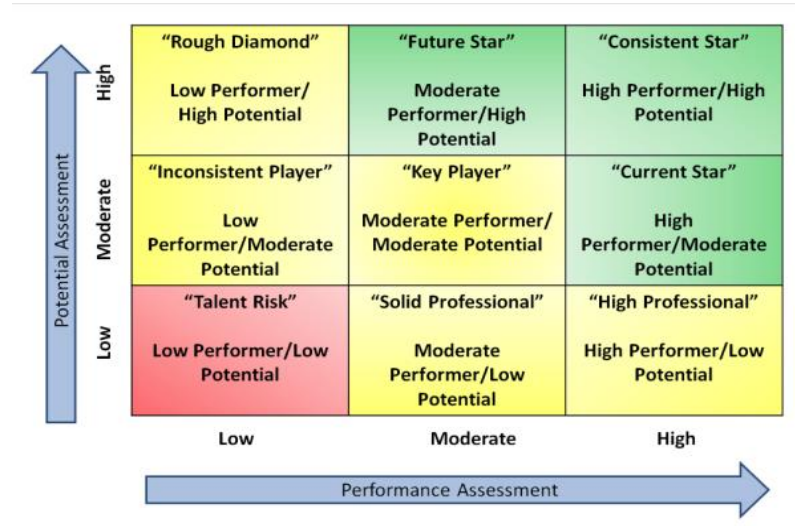 “Rough Diamond”
Low Performer/
High Potential
“Future Star”
Moderate
Performer/High
Potential
“Consistent Star”
High Performer/High
Potential
“Inconsistent Player”
Low
Performer/Moderate
Potential
“Key Player”
Moderate Performer/
Moderate Potential
“Current Star”
High
Performer/Moderate
Potential
“Talent Risk”
Low Performer/Low
Potential
“Solid Professional”
Moderate
Performer/Low
Potential
“High Professional”
High Performer/Low
Potential
High
Moderate
Low
Potential Assessment
Low
Moderate
High
Performance Assessment